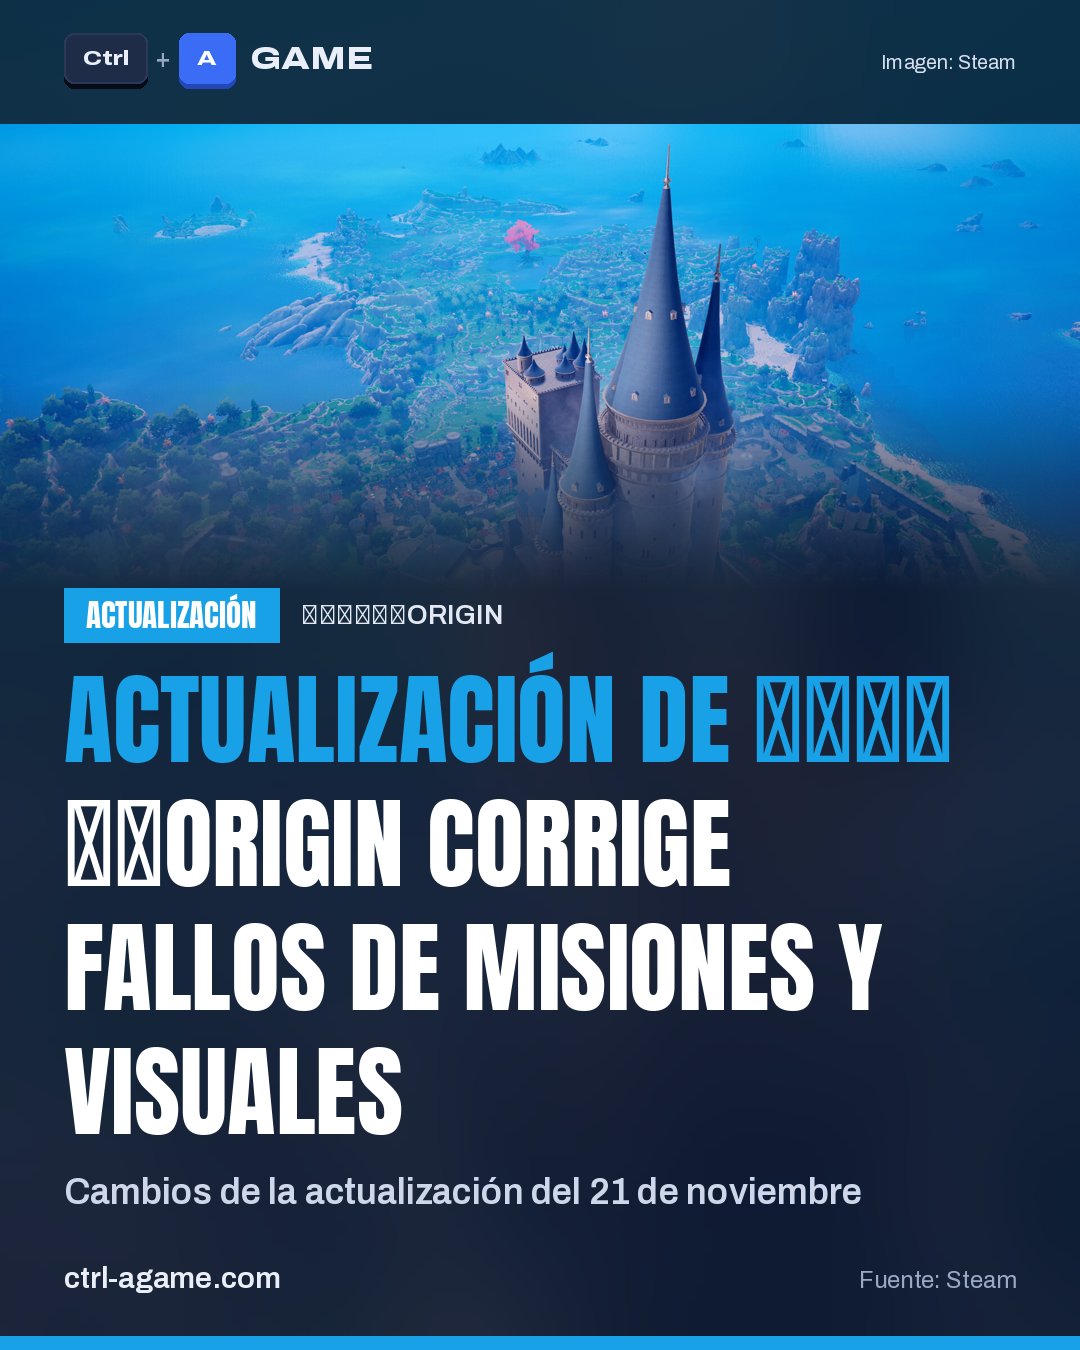 Ctrl + A GAME
Imagen: Steam
ACTUALIZACIÓN
ORIGIN
ACTUALIZACIÓN DE
ORIGIN CORRIGE
FALLOS DE MISIONES Y
VISUALES
Cambios de la actualización del 21 de noviembre
ctrl-agame.com
Fuente: Steam